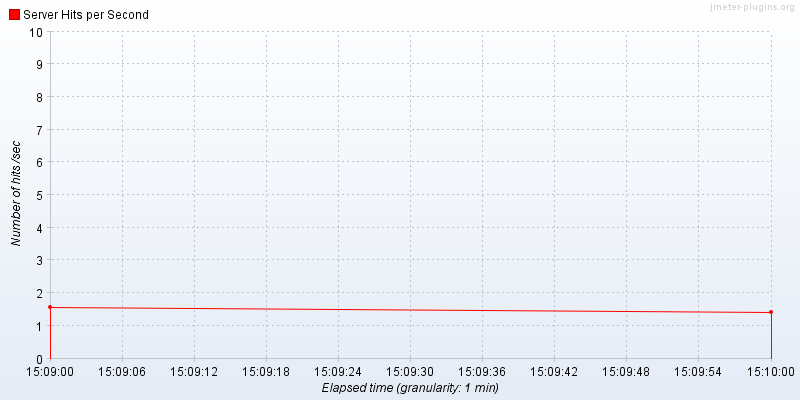 Server Hits per Second
jmeter-plugins.org
10
9
8
7
6
5
4
3
2
1
0
Number of hits /sec
15:09:00 15:09:06 15:09:12 15:09:18 15:09:24 15:09:30 15:09:36 15:09:42 15:09:48 15:09:54 15:10:00
Elapsed time (granularity: 1 min)